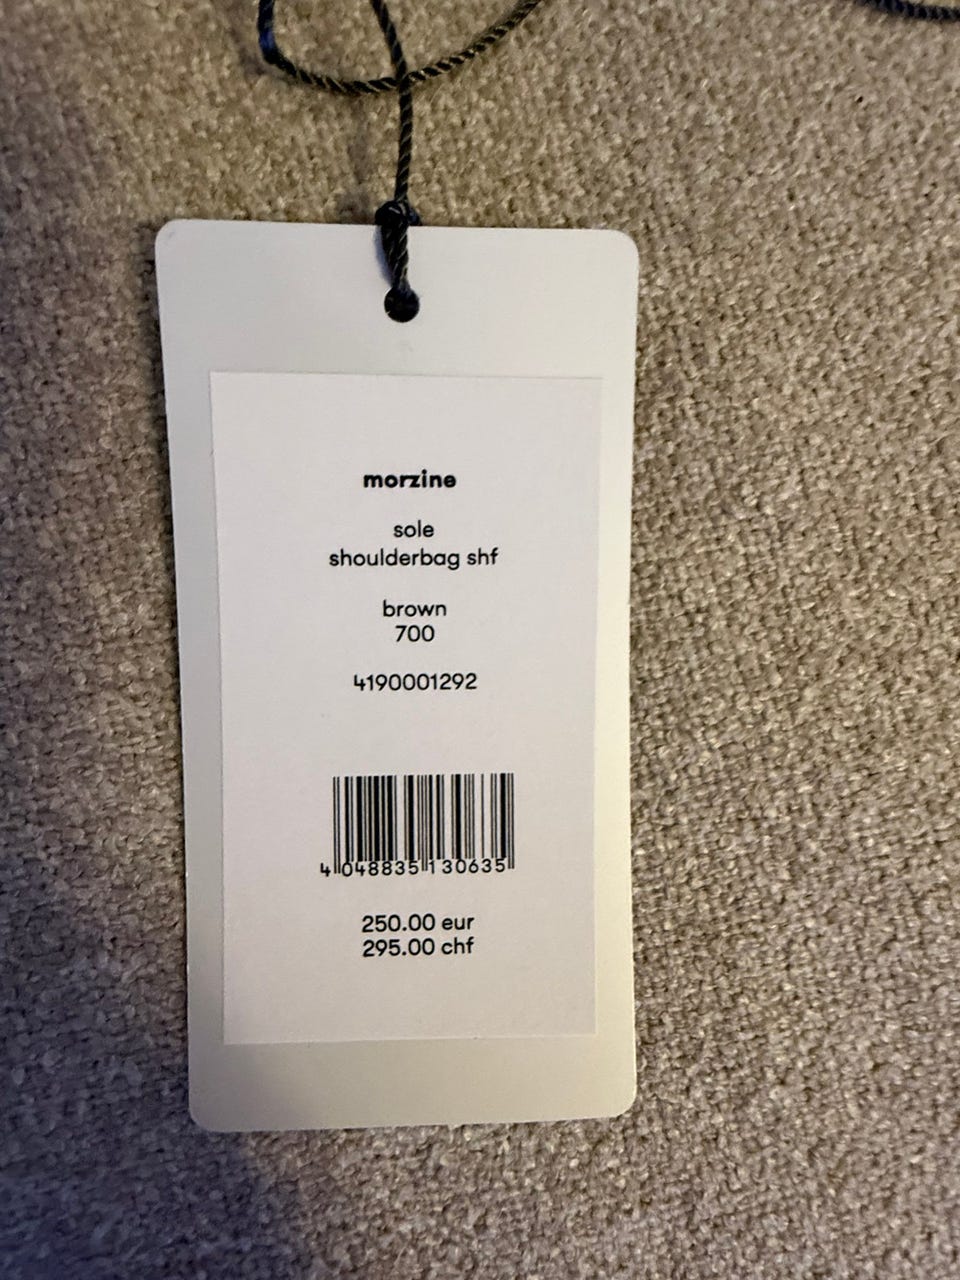 morzine
sole
shoulderbag shf
brown
700
4190001292
4 048835 130635
250.00 eur
295.00 chf